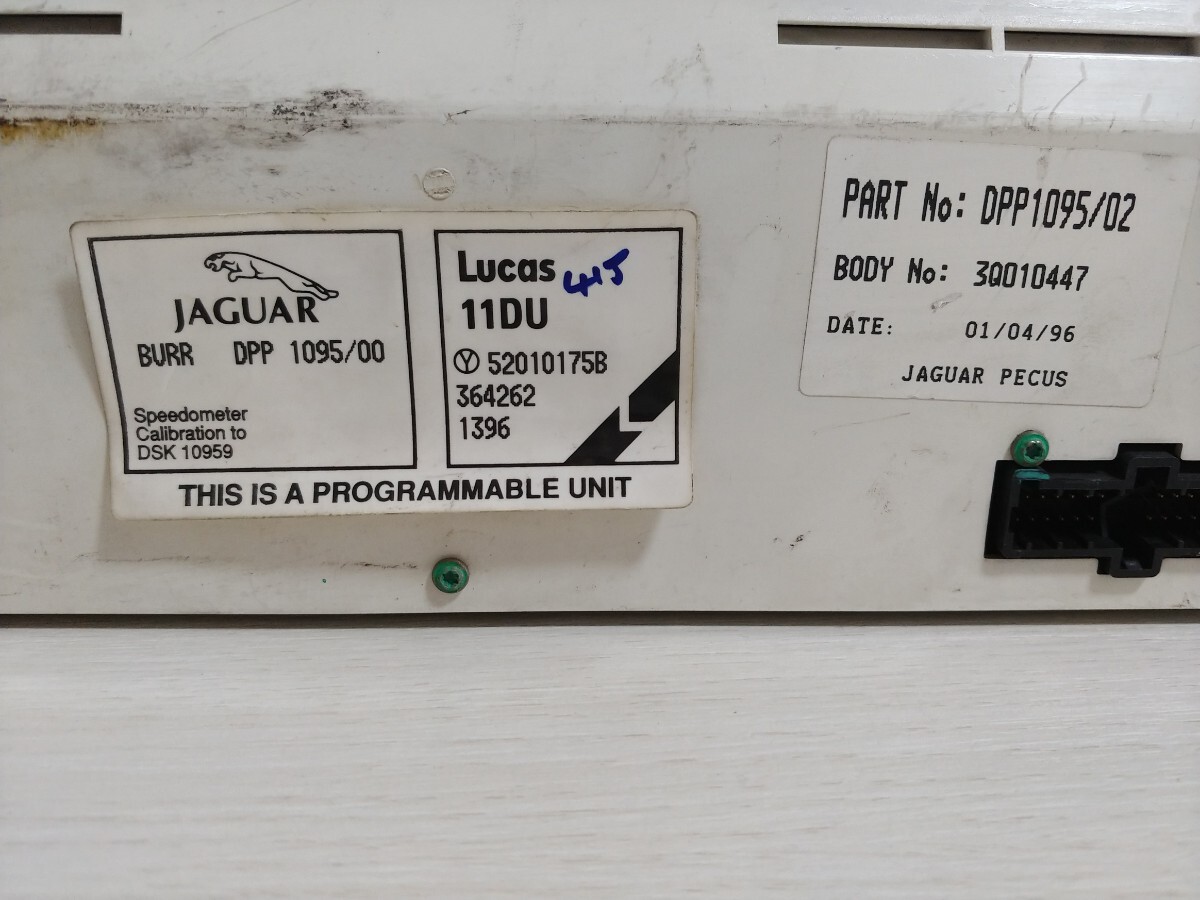 JAGUAR
BURR DPP 1095/00
Speedometer
Calibration to
DSK 10959
Lucas 415
11DU
Ⓨ 52010175B
364262
1396
THIS IS A PROGRAMMABLE UNIT
PART No: DPP1095/02
BODY No: 3Q010447
DATE: 01/04/96
JAGUAR PECUS